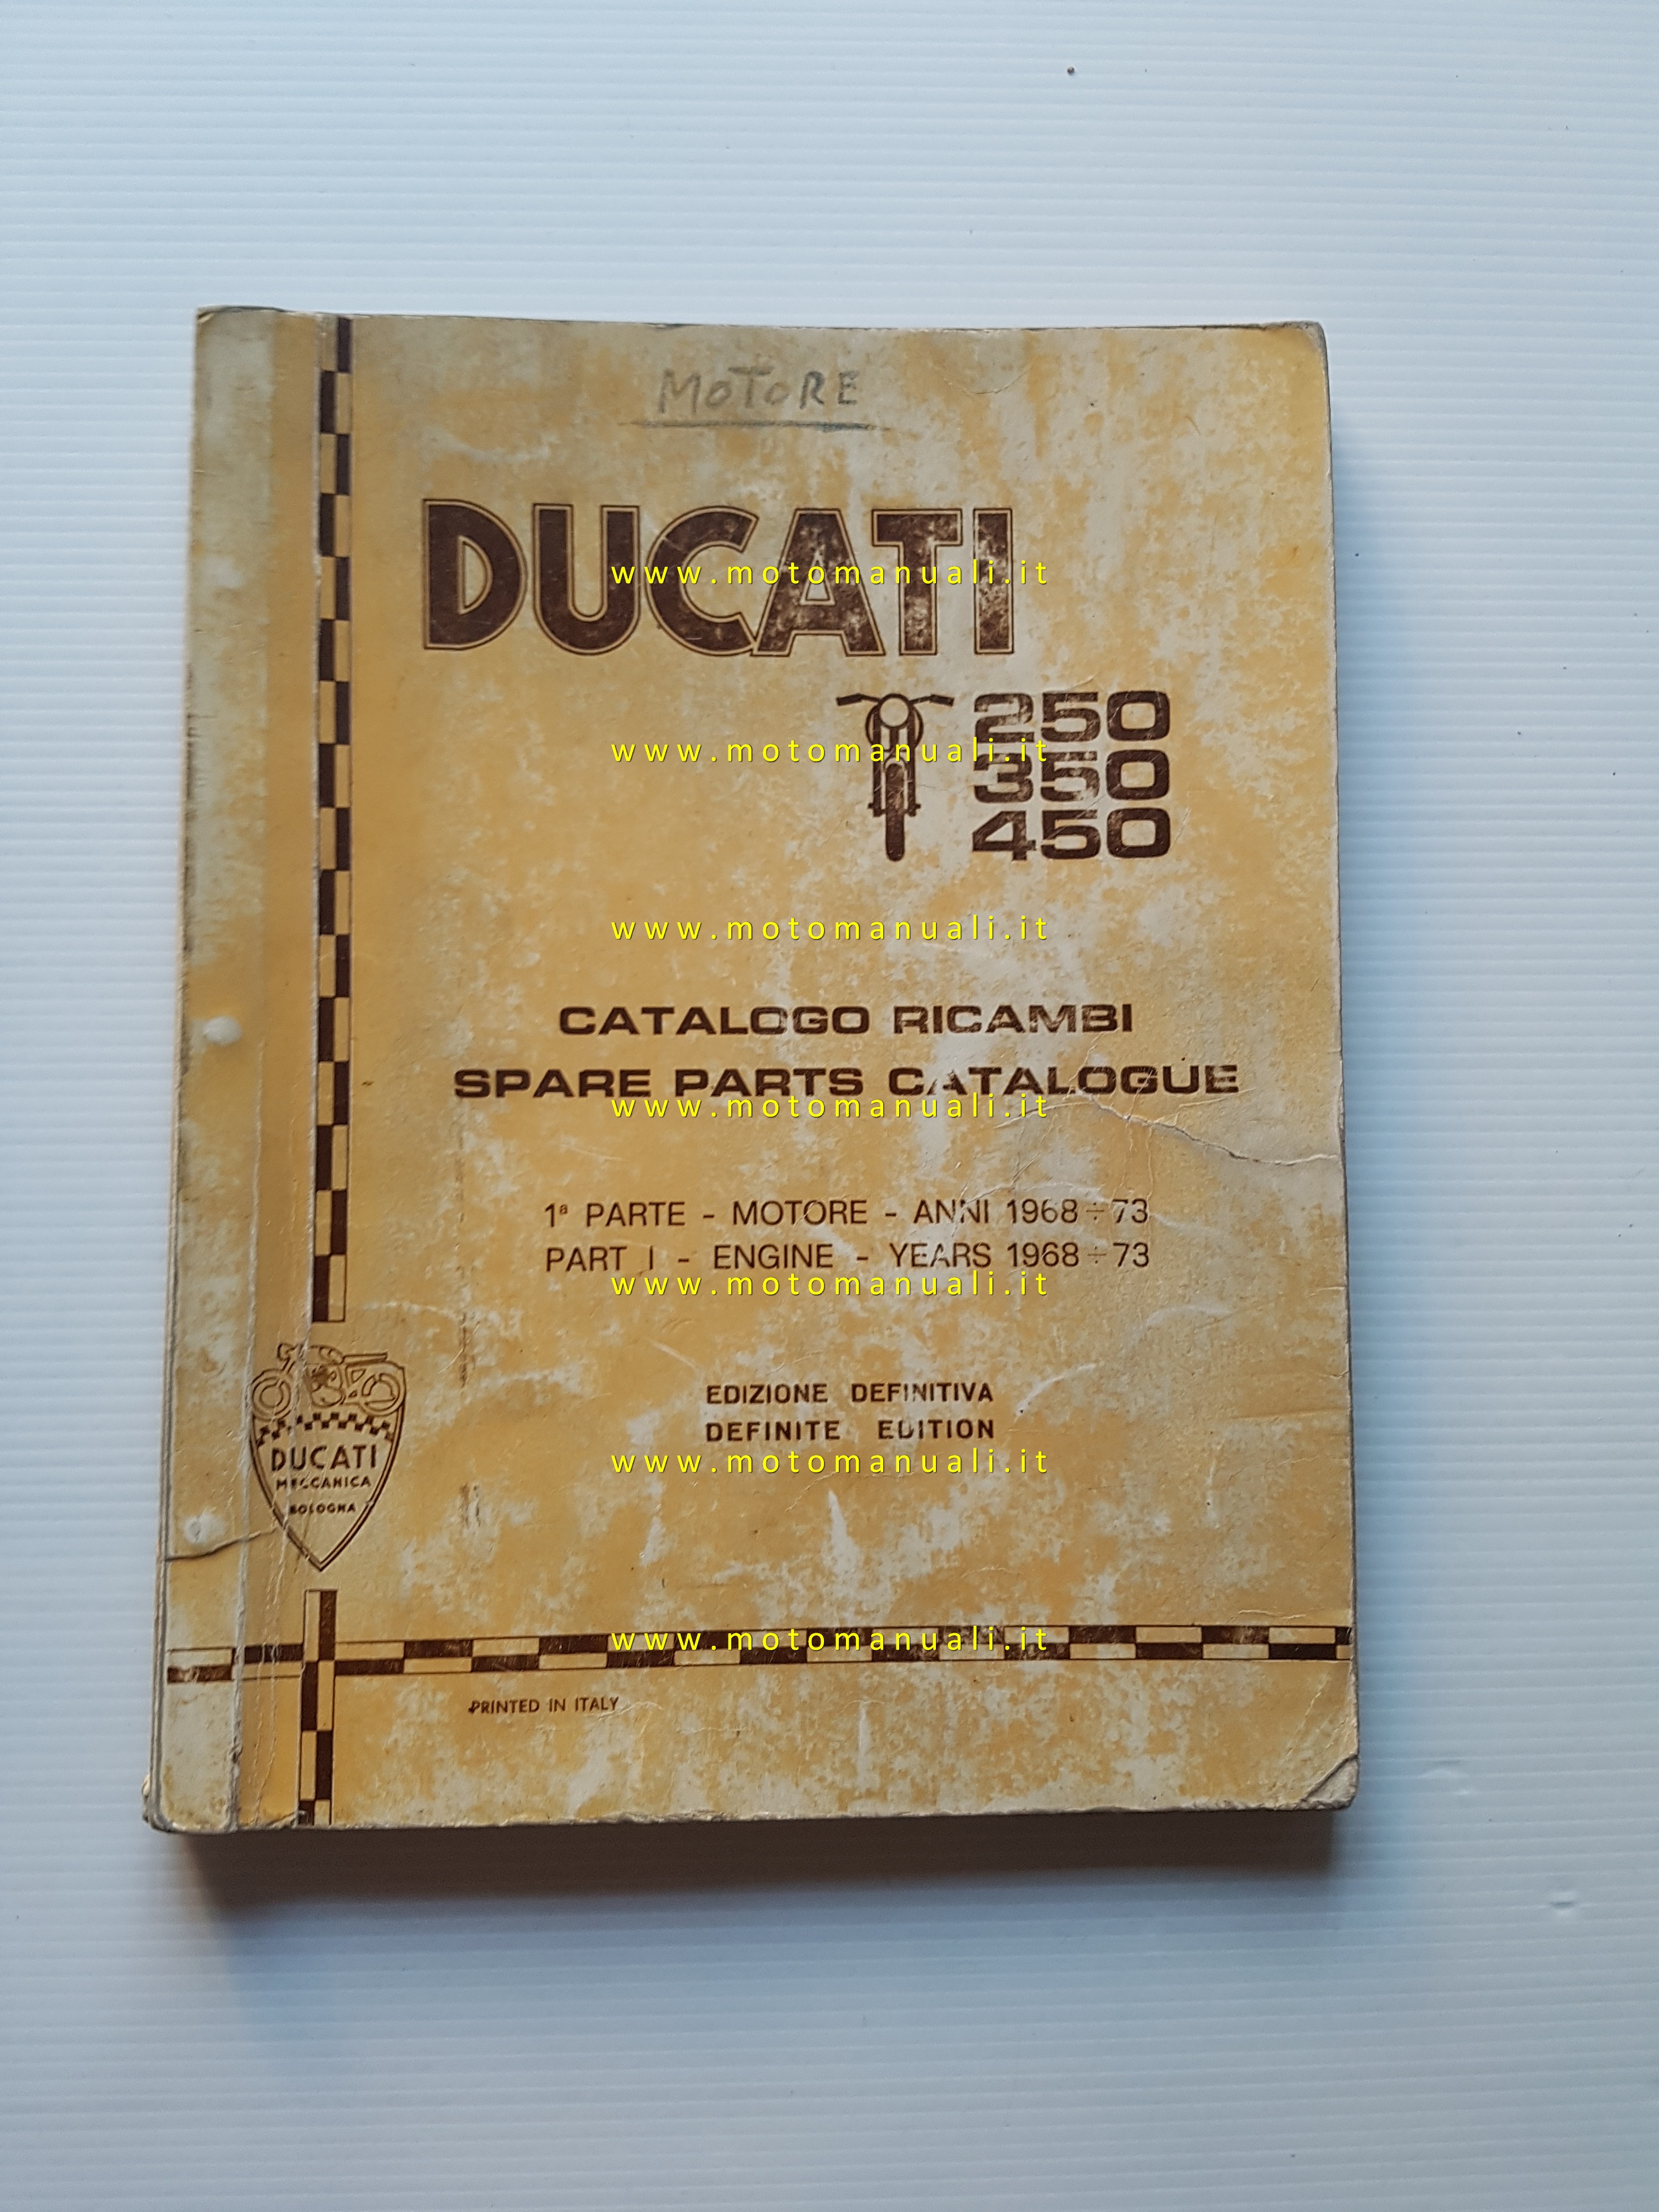 MOTORE
DUCATI
www.motomanuali.it
250
www.motomanuali.it
350
450
www.motomanuali.it
CATALOGO RICAMBI
SPARE PARTS CATALOGUE
www.motomanuali.it
1ª PARTE - MOTORE - ANNI 1968÷73
PART I - ENGINE - YEARS 1968÷73
www.motomanuali.it
EDIZIONE DEFINITIVA
DEFINITE EDITION
www.motomanuali.it
DUCATI
MECCANICA
BOLOGNA
www.motomanuali.it
PRINTED IN ITALY